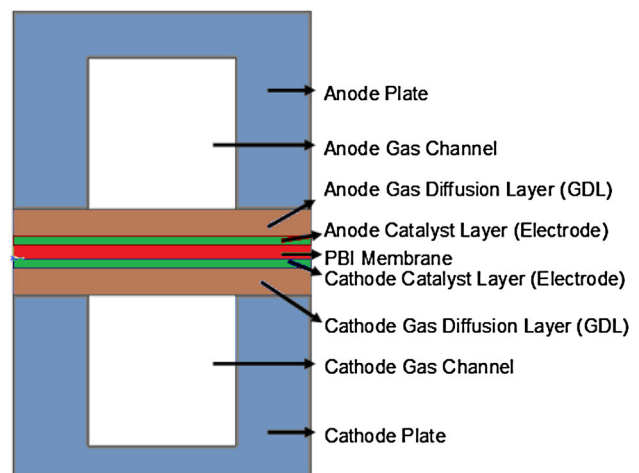 Anode Plate
Anode Gas Channel
Anode Gas Diffusion Layer (GDL)
Anode Catalyst Layer (Electrode)
PBI Membrane
Cathode Catalyst Layer (Electrode)
Cathode Gas Diffusion Layer (GDL)
Cathode Gas Channel
Cathode Plate